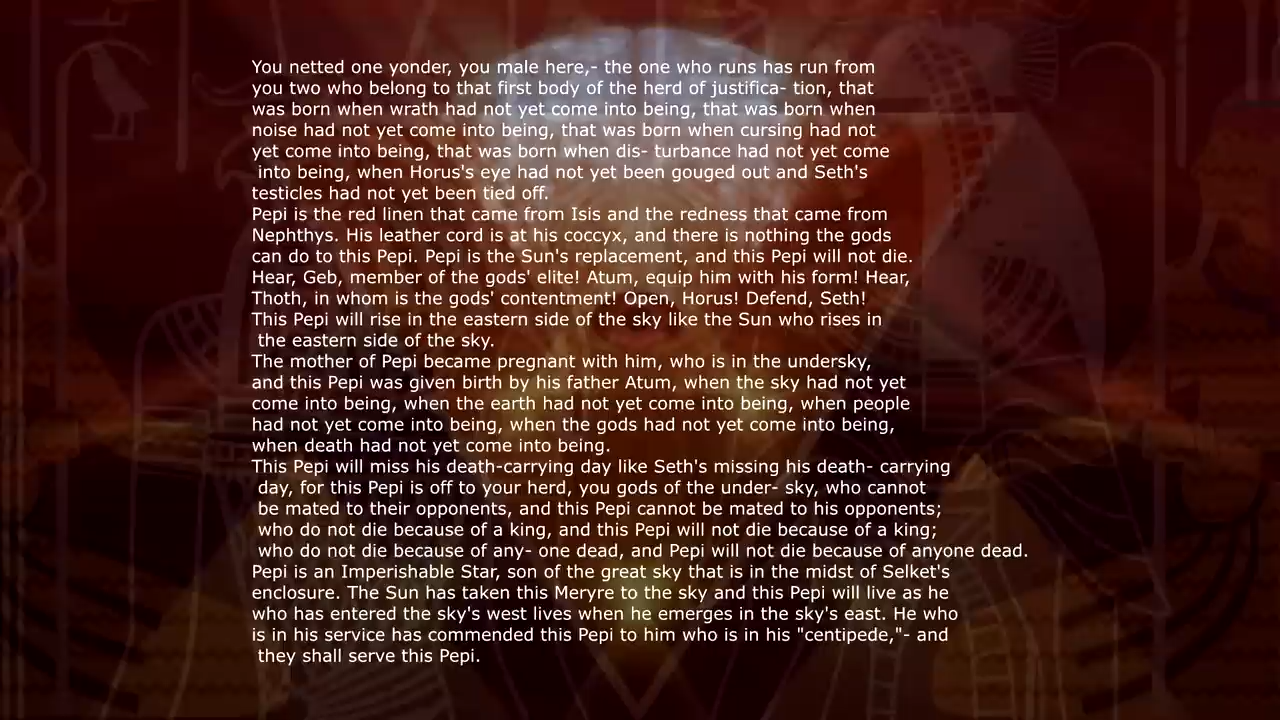 You netted one yonder, you male here,- the one who runs has run from
you two who belong to that first body of the herd of justifica- tion, that
was born when wrath had not yet come into being, that was born when
noise had not yet come into being, that was born when cursing had not
yet come into being, that was born when dis- turbance had not yet come
into being, when Horus's eye had not yet been gouged out and Seth's
testicles had not yet been tied off.
Pepi is the red linen that came from Isis and the redness that came from
Nephthys. His leather cord is at his coccyx, and there is nothing the gods
can do to this Pepi. Pepi is the Sun's replacement, and this Pepi will not die.
Hear, Geb, member of the gods' elite! Atum, equip him with his form! Hear,
Thoth, in whom is the gods' contentment! Open, Horus! Defend, Seth!
This Pepi will rise in the eastern side of the sky like the Sun who rises in
the eastern side of the sky.
The mother of Pepi became pregnant with him, who is in the undersky,
and this Pepi was given birth by his father Atum, when the sky had not yet
come into being, when the earth had not yet come into being, when people
had not yet come into being, when the gods had not yet come into being,
when death had not yet come into being.
This Pepi will miss his death-carrying day like Seth's missing his death- carrying
day, for this Pepi is off to your herd, you gods of the under- sky, who cannot
be mated to their opponents, and this Pepi cannot be mated to his opponents;
who do not die because of a king, and this Pepi will not die because of a king;
who do not die because of any- one dead, and Pepi will not die because of anyone dead.
Pepi is an Imperishable Star, son of the great sky that is in the midst of Selket's
enclosure. The Sun has taken this Meryre to the sky and this Pepi will live as he
who has entered the sky's west lives when he emerges in the sky's east. He who
is in his service has commended this Pepi to him who is in his "centipede,"- and
they shall serve this Pepi.